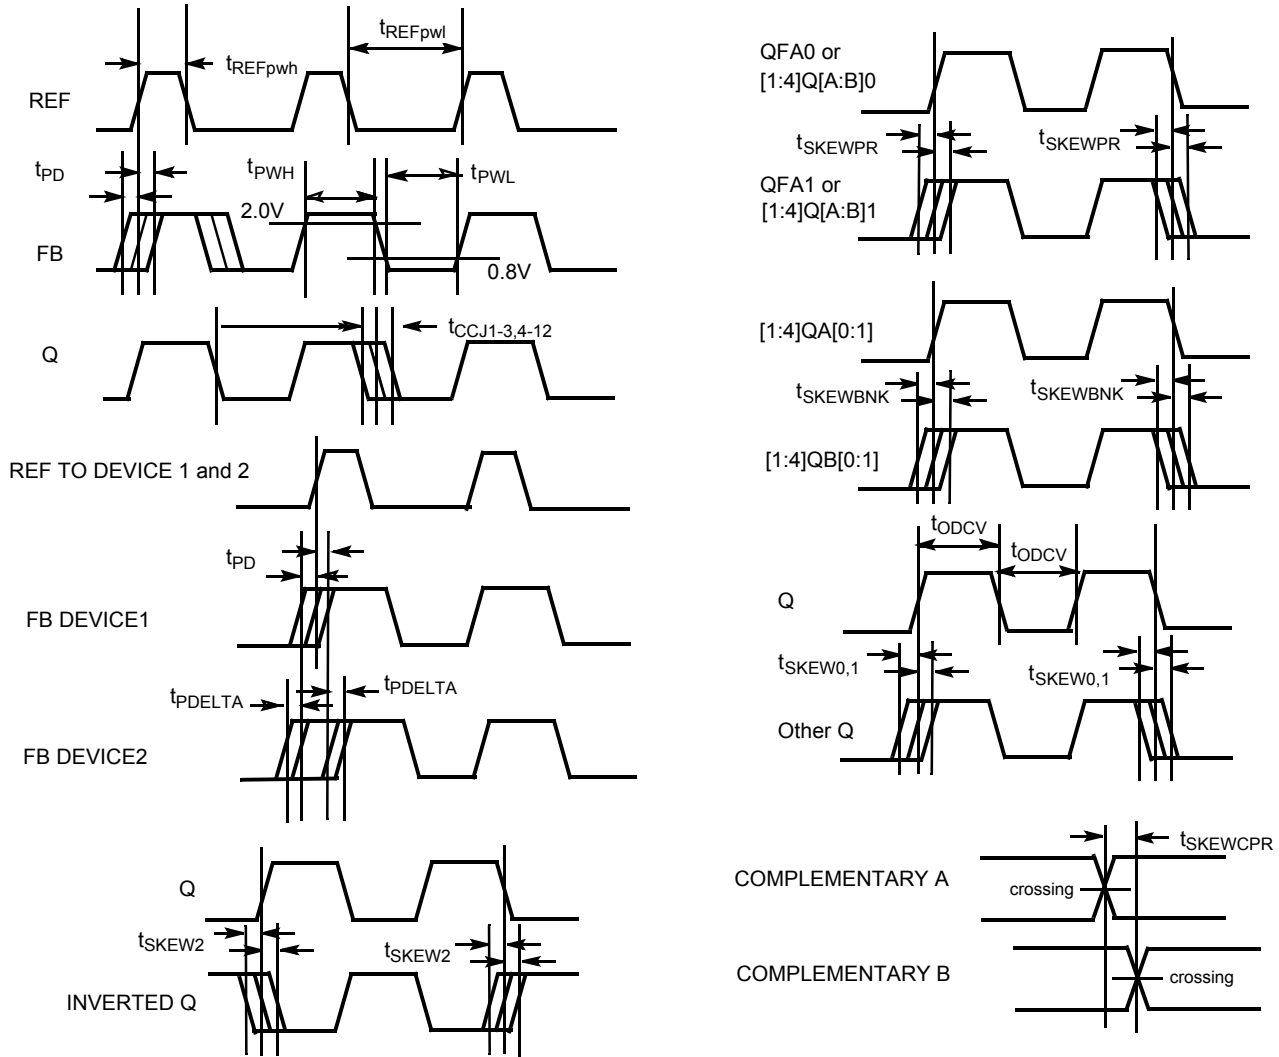 tREFpwh
tREFpwl
REF
tPD
tPWH
tPWL
2.0V
FB
0.8V
tCCJ1-3,4-12
Q
REF TO DEVICE 1 and 2
tPD
FB DEVICE1
tPDELTA
tPDELTA
FB DEVICE2
Q
tSKEW2
tSKEW2
INVERTED Q
QFA0 or
[1:4]Q[A:B]0
tSKEWPR
tSKEWPR
QFA1 or
[1:4]Q[A:B]1
[1:4]QA[0:1]
tSKEWBNK
tSKEWBNK
[1:4]QB[0:1]
tODCV
tODCV
Q
tSKEW0,1
tSKEW0,1
Other Q
tSKEWCPR
COMPLEMENTARY A
crossing
COMPLEMENTARY B
crossing